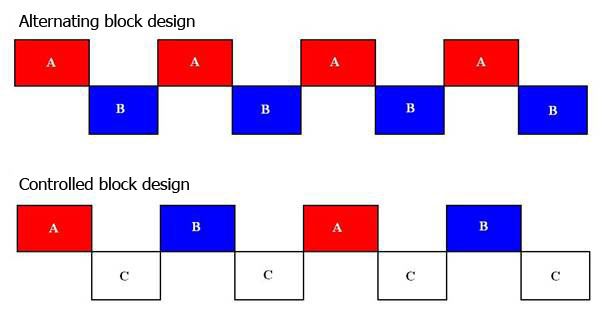 Alternating block design
A A A A
B B B B
Controlled block design
A B A B
C C C C